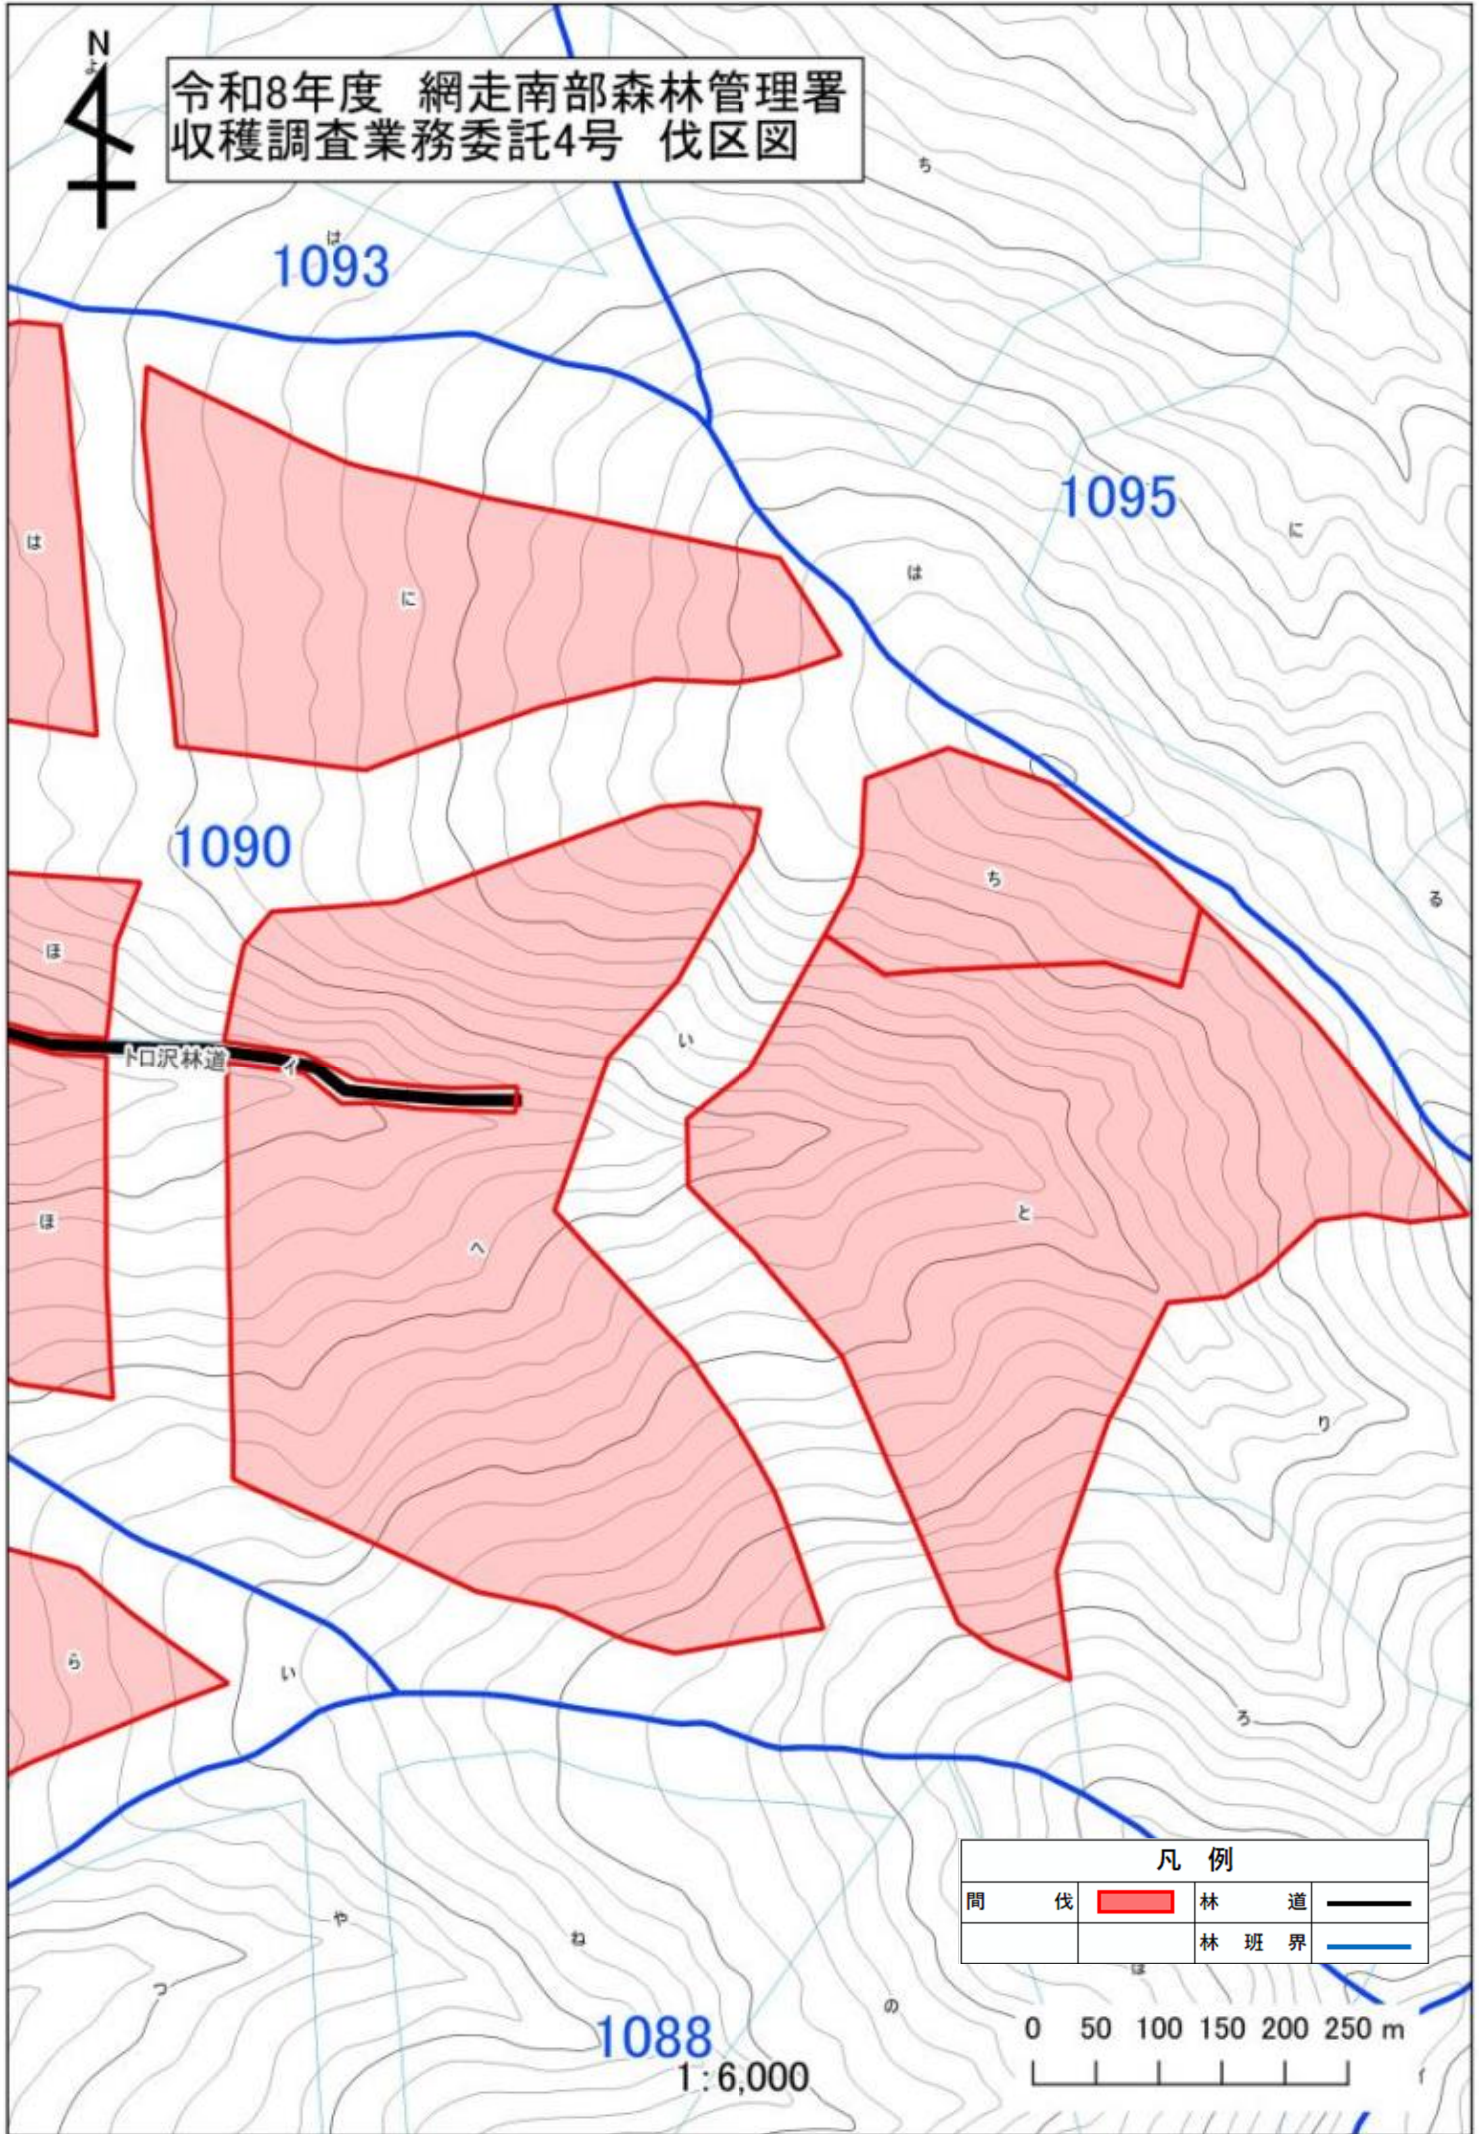 N
よ
令和8年度 網走南部森林管理署
収穫調査業務委託4号 伐区図
ち
は
1093
1095
は
に
に
は
1090
ち
る
ほ
い
トロ沢林道
イ
と
ほ
へ
り
ら
い
ろ
凡 例
間 伐
林 道
林 班 界
や
ね
ほ
つ
の
1088
0 50 100 150 200 250 m
1:6,000